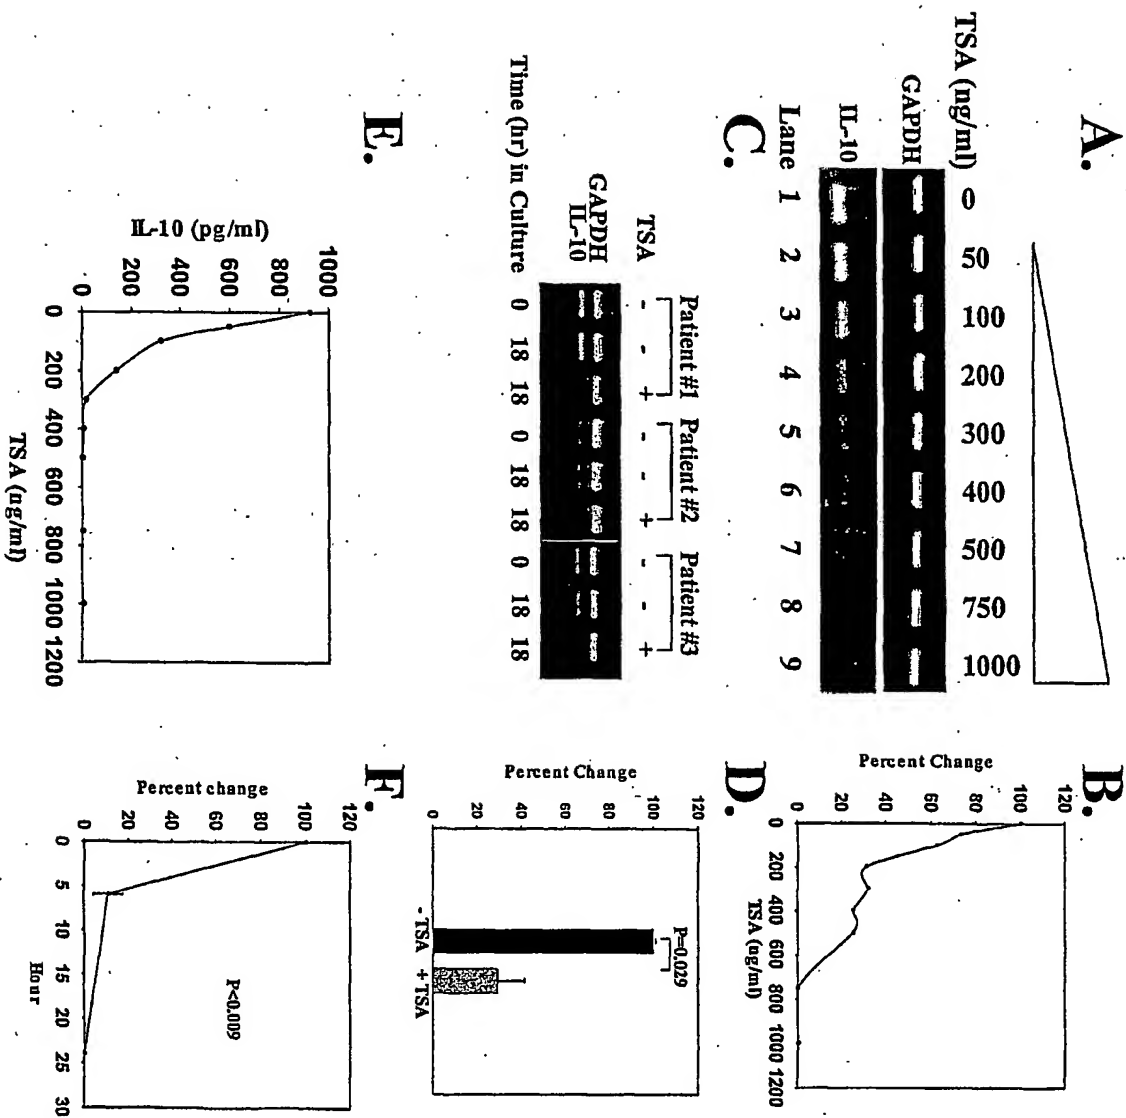 A.
TSA (ng/ml) 0 50 100 200 300 400 500 750 1000
GAPDH
IL-10
Lane 1 2 3 4 5 6 7 8 9
B.
Percent Change
120
100
80
60
40
20
0
0 200 400 600 800 1000 1200
TSA (ng/ml)
C.
Patient #1 Patient #2 Patient #3
TSA - - + - - + - - +
GAPDH
IL-10
Time (hr) in Culture 0 18 18 0 18 18 0 18 18
D.
Percent Change
120
100
80
60
40
20
0
P=0.029
- TSA + TSA
E.
IL-10 (pg/ml)
1000
800
600
400
200
0
0 200 400 600 800 1000 1200
TSA (ng/ml)
F.
Percent change
120
100
80
60
40
20
0
P<0.009
0 5 10 15 20 25 30
Hour